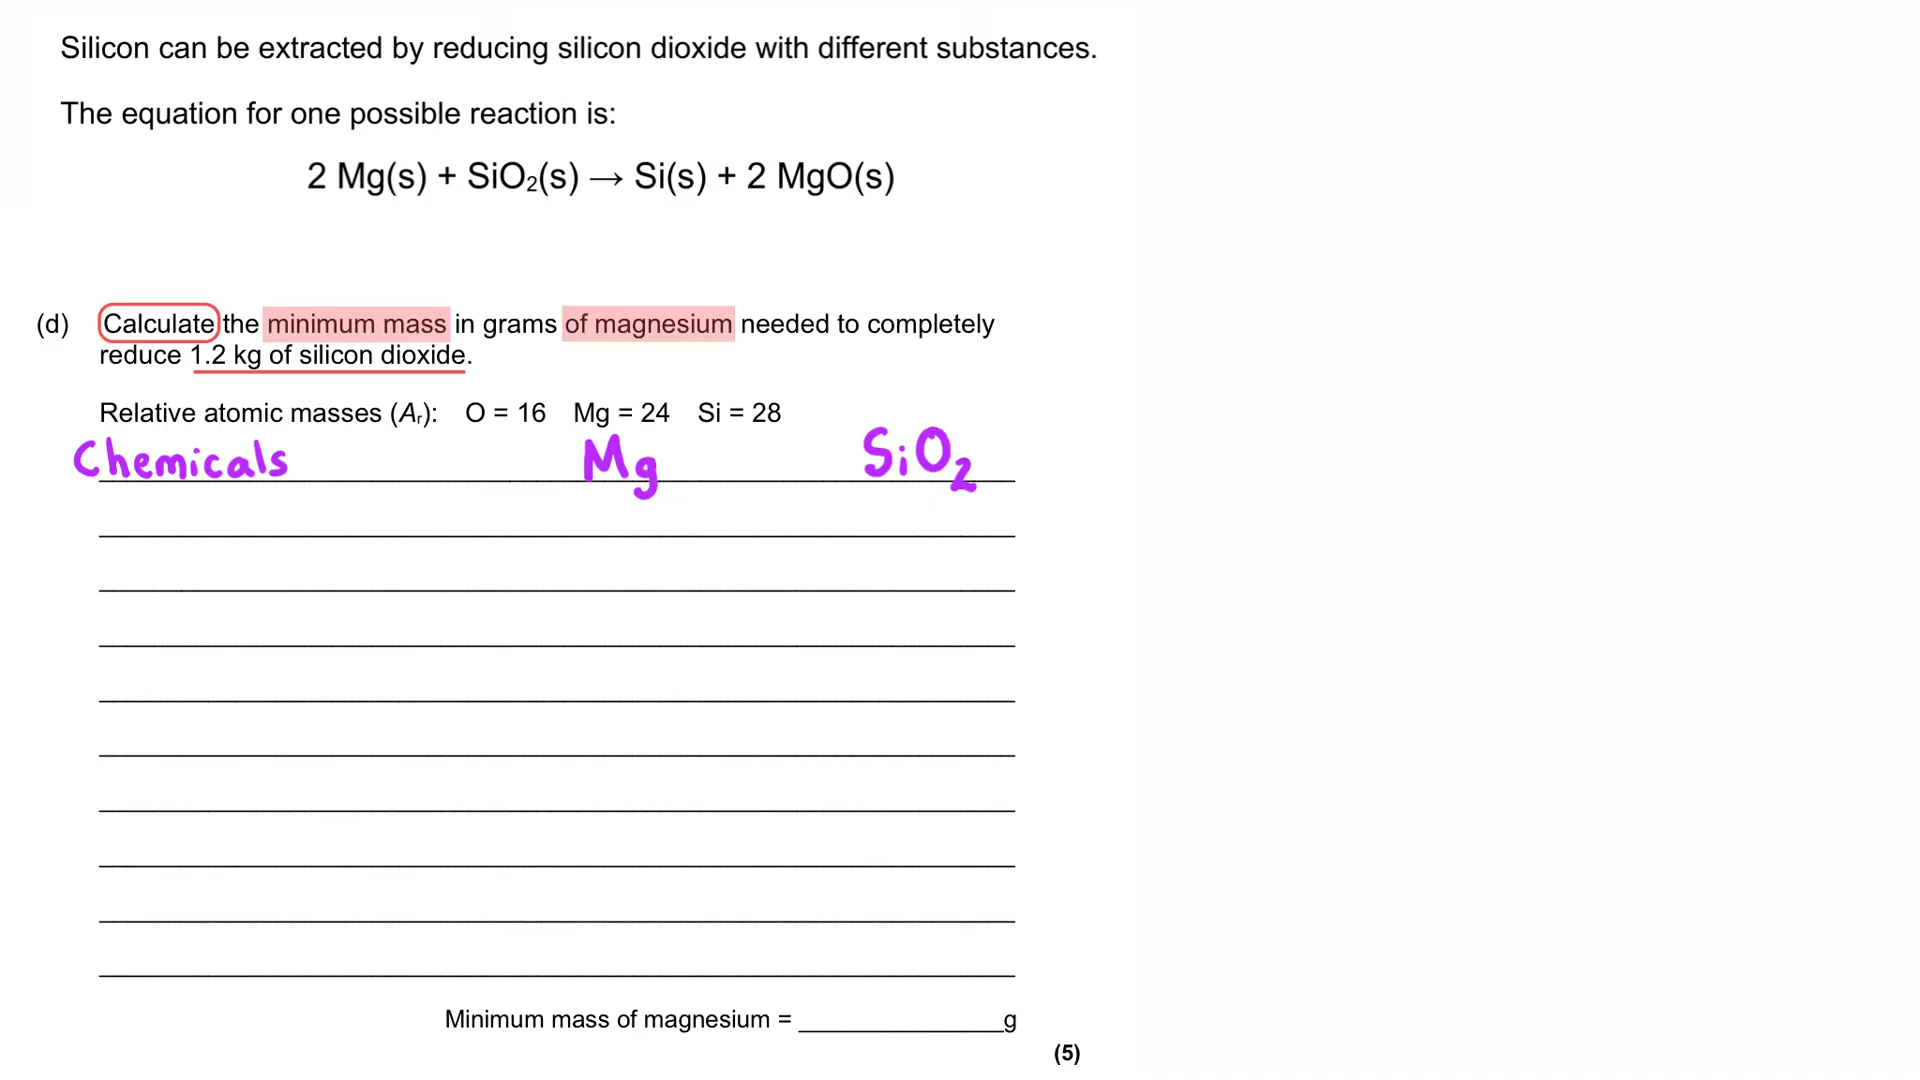 Silicon can be extracted by reducing silicon dioxide with different substances.
The equation for one possible reaction is:
2 Mg(s) + SiO₂(s) → Si(s) + 2 MgO(s)
(d) Calculate the minimum mass in grams of magnesium needed to completely
reduce 1.2 kg of silicon dioxide.
Relative atomic masses (Aᵣ): O = 16 Mg = 24 Si = 28
Chemicals Mg SiO₂
Minimum mass of magnesium = _______________g
(5)